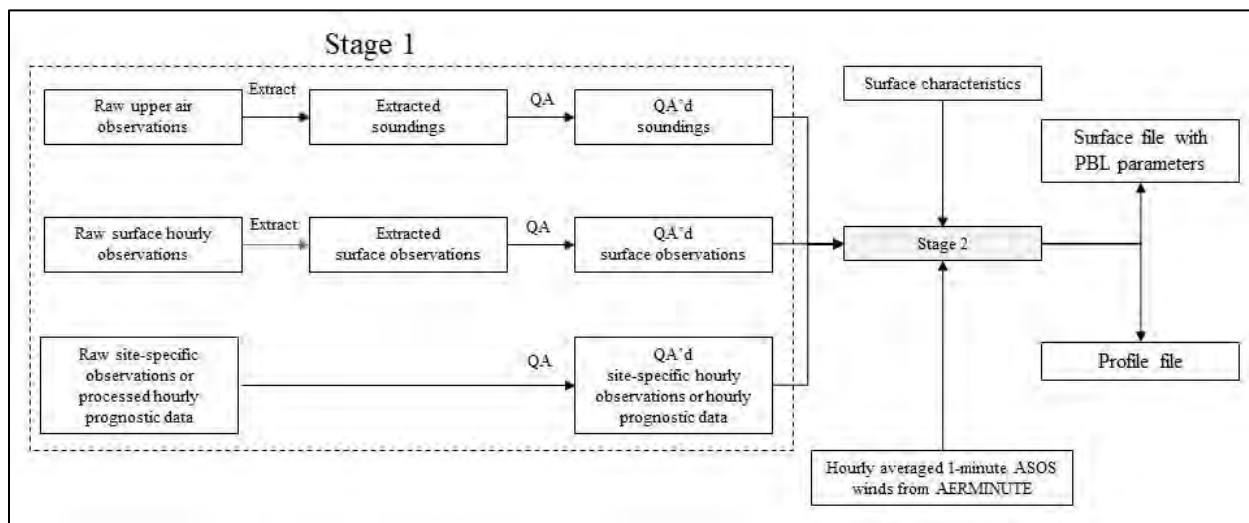 Stage 1
Raw upper air
observations
Extract
Extracted
soundings
QA
QA'd
soundings
Raw surface hourly
observations
Extract
Extracted
surface observations
QA
QA'd
surface observations
Raw site-specific
observations or
processed hourly
prognostic data
QA
QA'd
site-specific hourly
observations or hourly
prognostic data
Surface characteristics
Stage 2
Hourly averaged 1-minute ASOS
winds from AERMINUTE
Surface file with
PBL parameters
Profile file